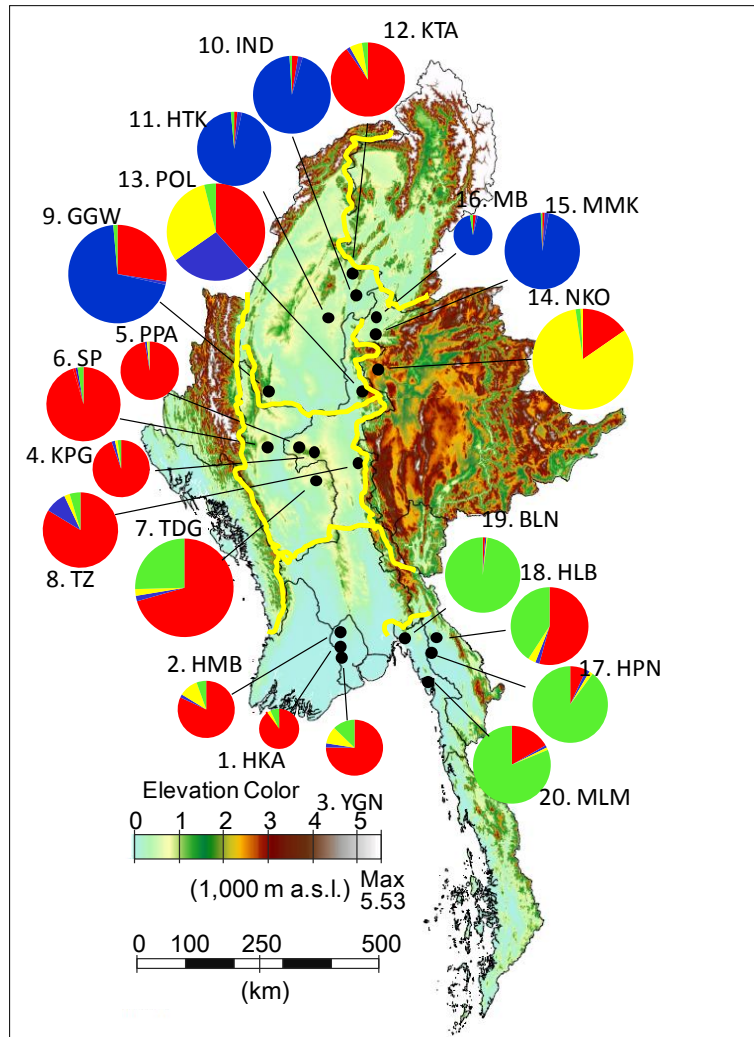 12. KTA
10. IND
11. HTK
13. POL
16. MB
15. MMK
9. GGW
14. NKO
5. PPA
6. SP
4. KPG
19. BLN
7. TDG
18. HLB
8. TZ
2. HMB
17. HPN
1. HKA
3. YGN
20. MLM
Elevation Color
0 1 2 3 4 5
(1,000 m a.s.l.) Max
5.53
0 100 250 500
(km)